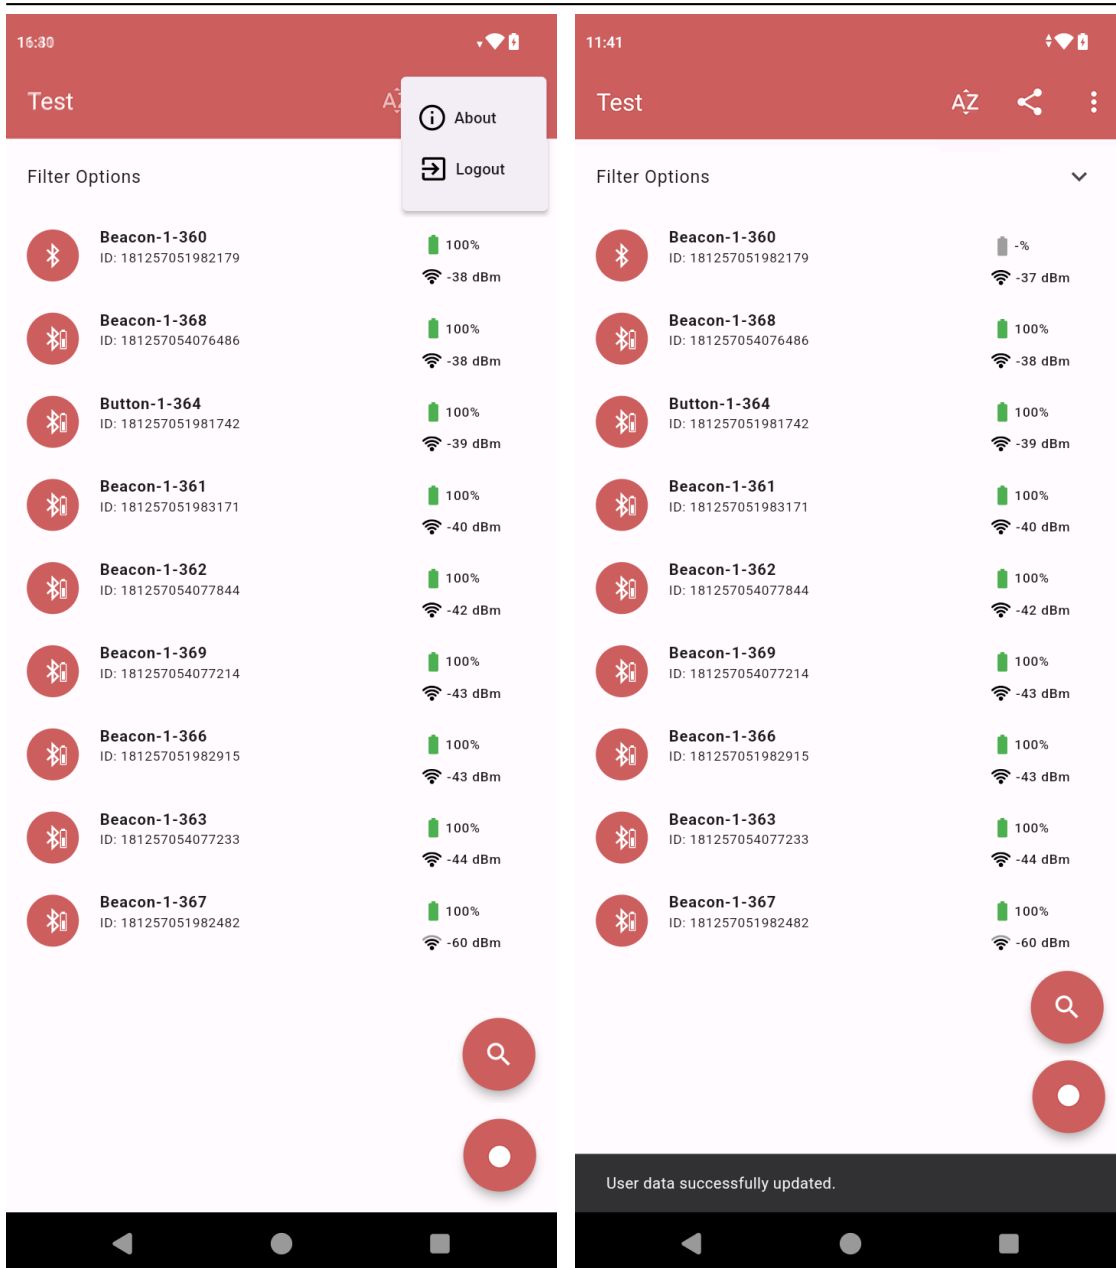 Test
About
Logout
Filter Options
Beacon-1-360
ID: 181257051982179
100%
-38 dBm
Beacon-1-368
ID: 181257054076486
100%
-38 dBm
Button-1-364
ID: 181257051981742
100%
-39 dBm
Beacon-1-361
ID: 181257051983171
100%
-40 dBm
Beacon-1-362
ID: 181257054077844
100%
-42 dBm
Beacon-1-369
ID: 181257054077214
100%
-43 dBm
Beacon-1-366
ID: 181257051982915
100%
-43 dBm
Beacon-1-363
ID: 181257054077233
100%
-44 dBm
Beacon-1-367
ID: 181257051982482
100%
-60 dBm
11:41
Test
AZ
Filter Options
Beacon-1-360
ID: 181257051982179
-%
-37 dBm
Beacon-1-368
ID: 181257054076486
100%
-38 dBm
Button-1-364
ID: 181257051981742
100%
-39 dBm
Beacon-1-361
ID: 181257051983171
100%
-40 dBm
Beacon-1-362
ID: 181257054077844
100%
-42 dBm
Beacon-1-369
ID: 181257054077214
100%
-43 dBm
Beacon-1-366
ID: 181257051982915
100%
-43 dBm
Beacon-1-363
ID: 181257054077233
100%
-44 dBm
Beacon-1-367
ID: 181257051982482
100%
-60 dBm
User data successfully updated.